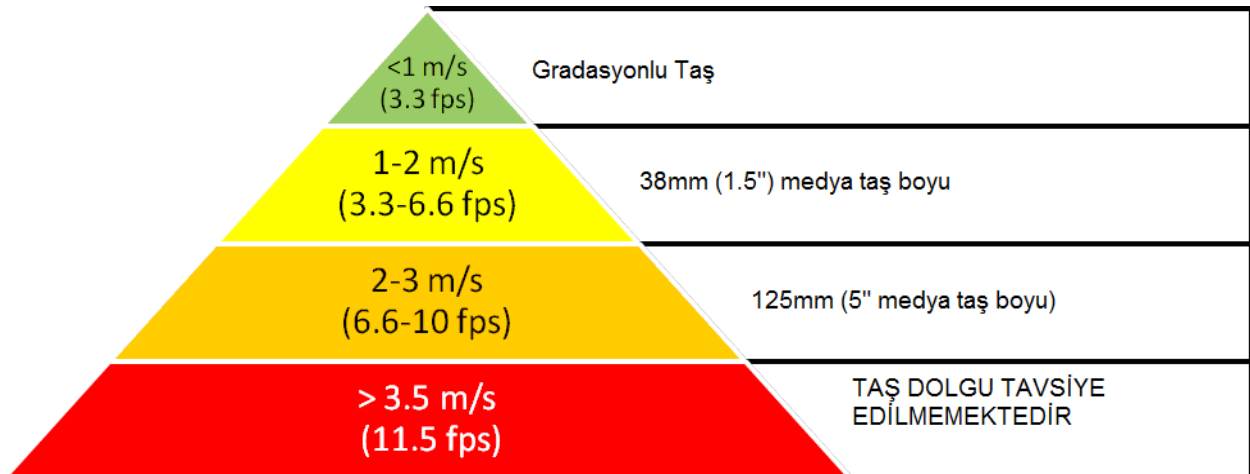 <1 m/s
(3.3 fps)
Gradasyonlu Taş
1-2 m/s
(3.3-6.6 fps)
38mm (1.5") medya taş boyu
2-3 m/s
(6.6-10 fps)
125mm (5" medya taş boyu)
> 3.5 m/s
(11.5 fps)
TAŞ DOLGU TAVSİYE
EDİLMEMEKTEDİR